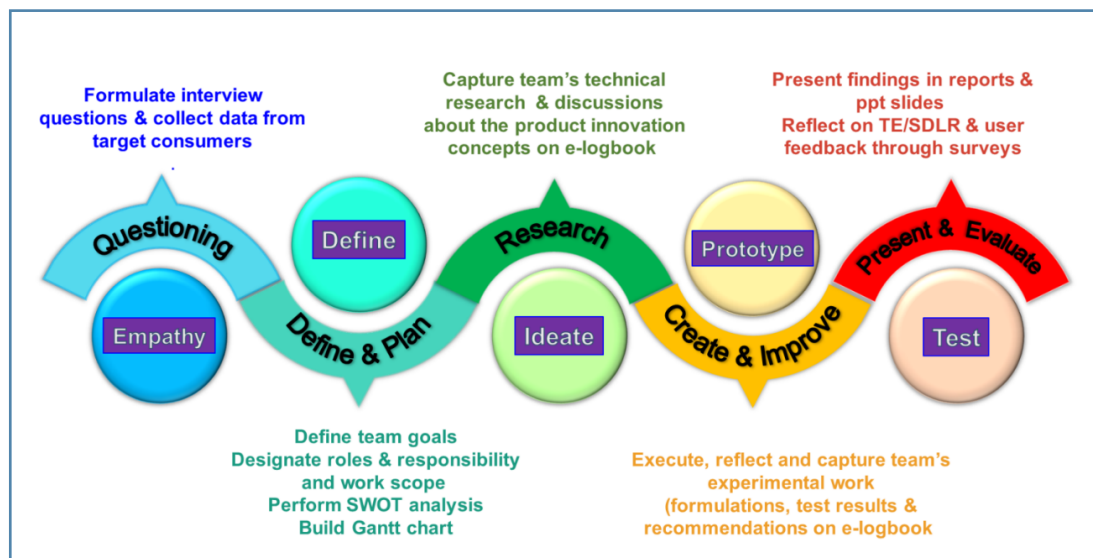 Formulate interview
questions & collect data from
target consumers
.
Capture team's technical
research & discussions
about the product innovation
concepts on e-logbook
Present findings in reports &
ppt slides
Reflect on TE/SDLR & user
feedback through surveys
Questioning
Empathy
Define
Define & Plan
Research
Ideate
Prototype
Create & Improve
Present & Evaluate
Test
Define team goals
Designate roles & responsibility
and work scope
Perform SWOT analysis
Build Gantt chart
Execute, reflect and capture team's
experimental work
(formulations, test results &
recommendations on e-logbook